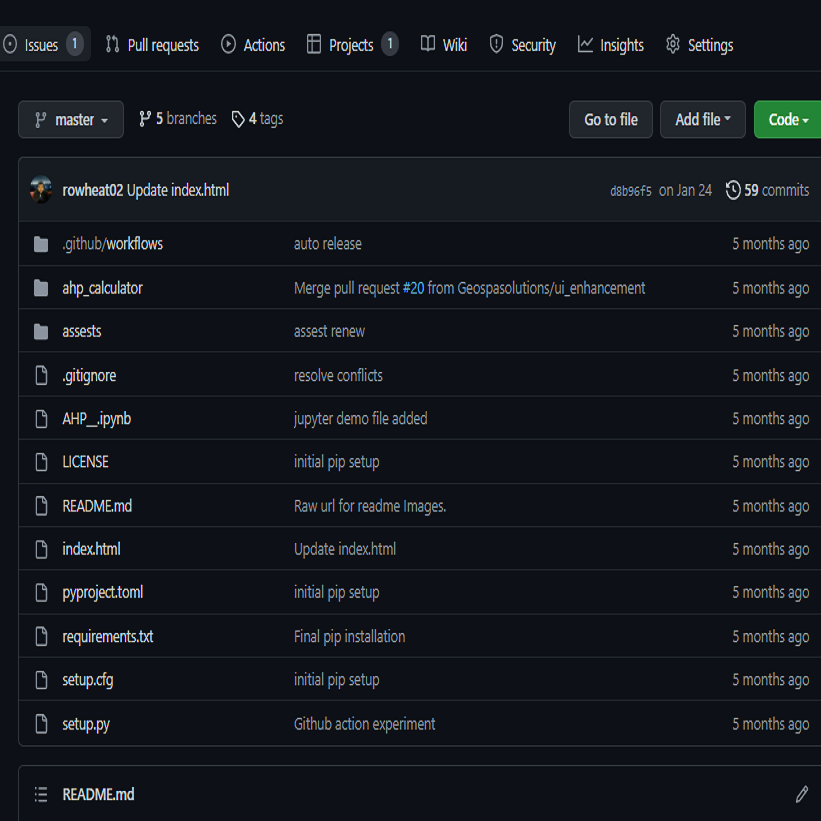 Issues 1 Pull requests Actions Projects 1 Wiki Security Insights Settings
master 5 branches 4 tags Go to file Add file Code
rowheat02 Update index.html d8b96f5 on Jan 24 59 commits
.github/workflows auto release 5 months ago
ahp_calculator Merge pull request #20 from Geospasolutions/ui_enhancement 5 months ago
assests assest renew 5 months ago
.gitignore resolve conflicts 5 months ago
AHP__.ipynb jupyter demo file added 5 months ago
LICENSE initial pip setup 5 months ago
README.md Raw url for readme Images. 5 months ago
index.html Update index.html 5 months ago
pyproject.toml initial pip setup 5 months ago
requirements.txt Final pip installation 5 months ago
setup.cfg initial pip setup 5 months ago
setup.py Github action experiment 5 months ago
README.md